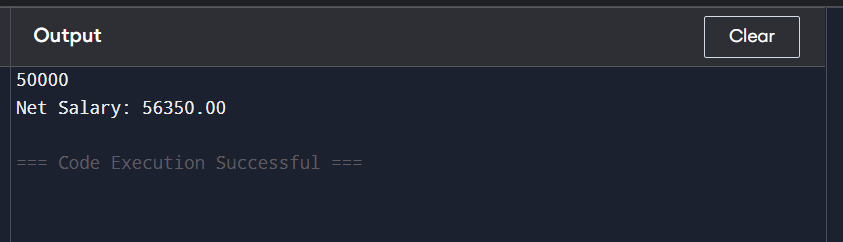 Output
Clear
50000
Net Salary: 56350.00
=== Code Execution Successful ===